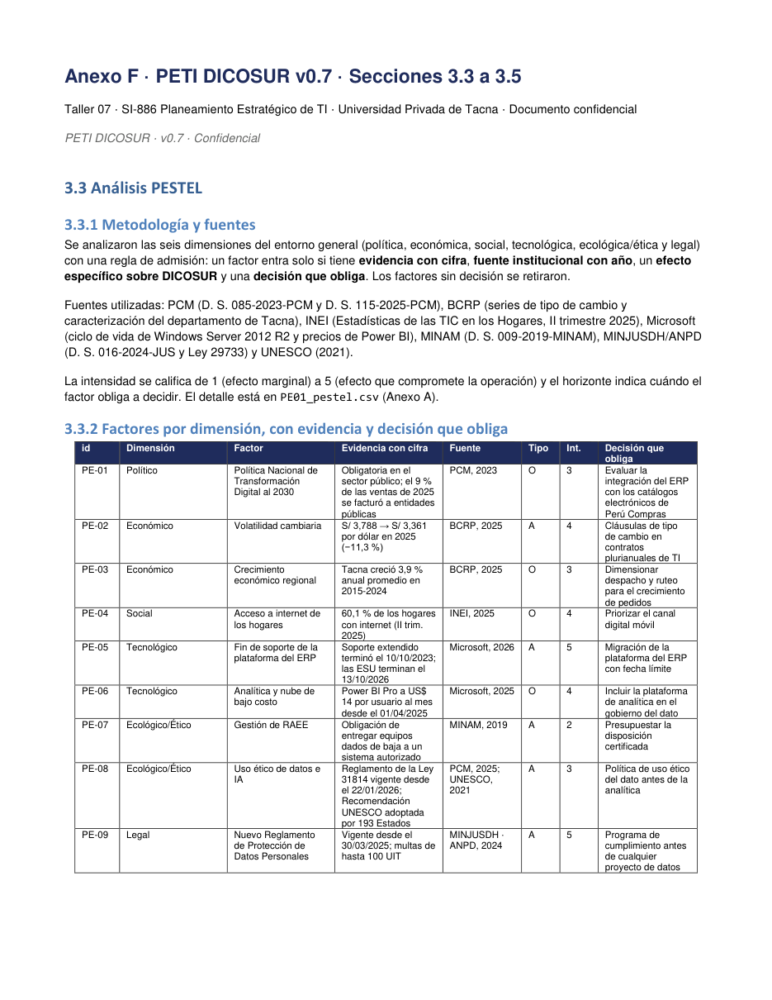 Anexo F · PETI DICOSUR v0.7 · Secciones 3.3 a 3.5
Taller 07 · SI-886 Planeamiento Estratégico de TI · Universidad Privada de Tacna · Documento confidencial
PETI DICOSUR · v0.7 · Confidencial
3.3 Análisis PESTEL
3.3.1 Metodología y fuentes
Se analizaron las seis dimensiones del entorno general (política, económica, social, tecnológica, ecológica/ética y legal)
con una regla de admisión: un factor entra solo si tiene evidencia con cifra, fuente institucional con año, un efecto
específico sobre DICOSUR y una decisión que obliga. Los factores sin decisión se retiraron.
Fuentes utilizadas: PCM (D. S. 085-2023-PCM y D. S. 115-2025-PCM), BCRP (series de tipo de cambio y
caracterización del departamento de Tacna), INEI (Estadísticas de las TIC en los Hogares, II trimestre 2025), Microsoft
(ciclo de vida de Windows Server 2012 R2 y precios de Power BI), MINAM (D. S. 009-2019-MINAM), MINJUSDH/ANPD
(D. S. 016-2024-JUS y Ley 29733) y UNESCO (2021).
La intensidad se califica de 1 (efecto marginal) a 5 (efecto que compromete la operación) y el horizonte indica cuándo el
factor obliga a decidir. El detalle está en PE01_pestel.csv (Anexo A).
3.3.2 Factores por dimensión, con evidencia y decisión que obliga
id Dimensión Factor Evidencia con cifra Fuente Tipo Int. Decisión que
obliga
PE-01 Político Política Nacional de Obligatoria en el PCM, 2023 O 3 Evaluar la
Transformación sector público; el 9 % integración del ERP
Digital al 2030 de las ventas de 2025 con los catálogos
se facturó a entidades electrónicos de
públicas Perú Compras
PE-02 Económico Volatilidad cambiaria S/ 3,788 → S/ 3,361 BCRP, 2025 A 4 Cláusulas de tipo
por dólar en 2025 de cambio en
(−11,3 %) contratos
plurianuales de TI
PE-03 Económico Crecimiento Tacna creció 3,9 % BCRP, 2025 O 3 Dimensionar
económico regional anual promedio en despacho y ruteo
2015-2024 para el crecimiento
de pedidos
PE-04 Social Acceso a internet de 60,1 % de los hogares INEI, 2025 O 4 Priorizar el canal
los hogares con internet (II trim. digital móvil
2025)
PE-05 Tecnológico Fin de soporte de la Soporte extendido Microsoft, 2026 A 5 Migración de la
plataforma del ERP terminó el 10/10/2023; plataforma del ERP
las ESU terminan el con fecha límite
13/10/2026
PE-06 Tecnológico Analítica y nube de Power BI Pro a US$ Microsoft, 2025 O 4 Incluir la plataforma
bajo costo 14 por usuario al mes de analítica en el
desde el 01/04/2025 gobierno del dato
PE-07 Ecológico/Ético Gestión de RAEE Obligación de MINAM, 2019 A 2 Presupuestar la
entregar equipos disposición
dados de baja a un certificada
sistema autorizado
PE-08 Ecológico/Ético Uso ético de datos e Reglamento de la Ley PCM, 2025; A 3 Política de uso ético
IA 31814 vigente desde UNESCO, del dato antes de la
el 22/01/2026; 2021 analítica
Recomendación
UNESCO adoptada
por 193 Estados
PE-09 Legal Nuevo Reglamento Vigente desde el MINJUSDH · A 5 Programa de
de Protección de 30/03/2025; multas de ANPD, 2024 cumplimiento antes
Datos Personales hasta 100 UIT de cualquier
proyecto de datos